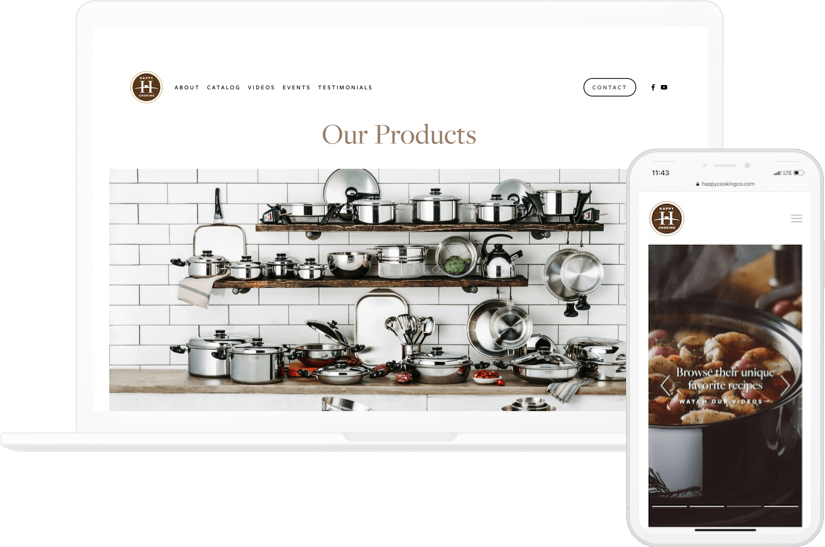 HAPPY
H
COOKING
ABOUT CATALOG VIDEOS EVENTS TESTIMONIALS
CONTACT
Our Products
11:43
LTE
happycookingco.com
HAPPY
H
COOKING
Browse their unique
favorite recipes
WATCH OUR VIDEOS